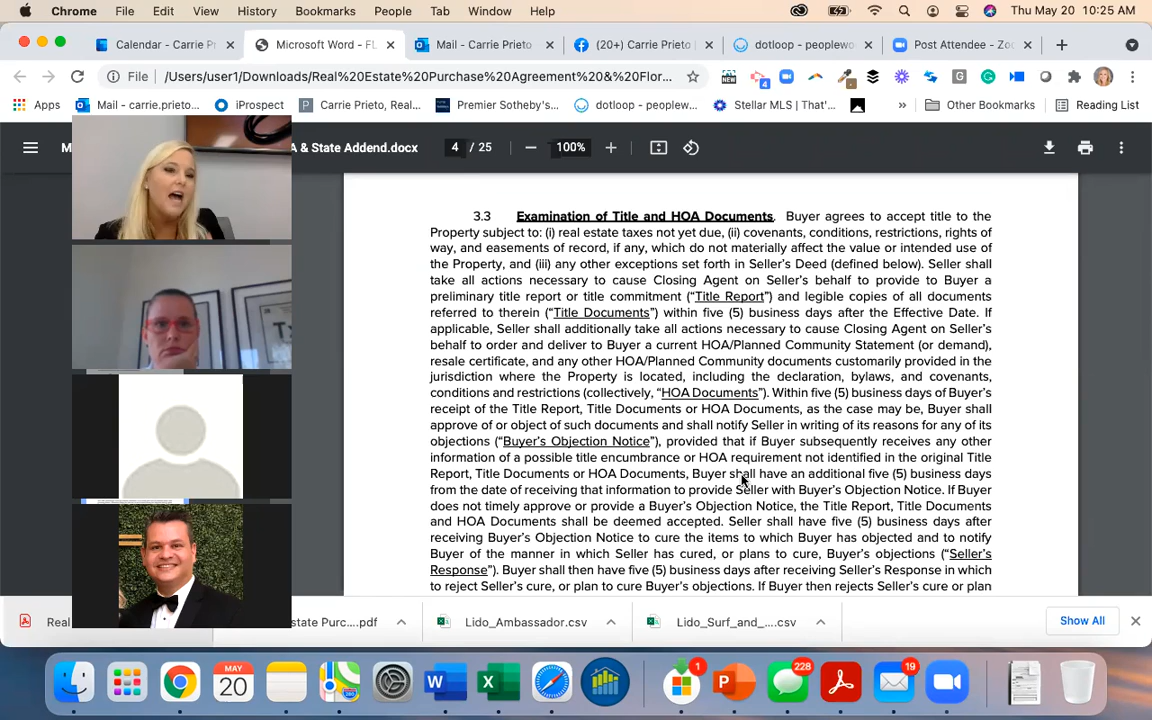 Chrome File Edit View History Bookmarks People Tab Window Help Thu May 20 10:25 AM
Calendar - Carrie Pr Microsoft Word - FL Mail - Carrie Prieto (20+) Carrie Prieto dotloop - peoplewo Post Attendee - Zoo
File /Users/user1/Downloads/Real%20Estate%20Purchase%20Agreement%20&%20Flor...
Apps Mail - carrie.prieto... iProspect Carrie Prieto, Real... Premier Sotheby's... dotloop - peoplew... Stellar MLS | That'... » Other Bookmarks Reading List
M A & State Addend.docx 4 / 25 100%
3.3 Examination of Title and HOA Documents. Buyer agrees to accept title to the
Property subject to: (i) real estate taxes not yet due, (ii) covenants, conditions, restrictions, rights of
way, and easements of record, if any, which do not materially affect the value or intended use of
the Property, and (iii) any other exceptions set forth in Seller's Deed (defined below). Seller shall
take all actions necessary to cause Closing Agent on Seller's behalf to provide to Buyer a
preliminary title report or title commitment (“Title Report”) and legible copies of all documents
referred to therein (“Title Documents”) within five (5) business days after the Effective Date. If
applicable, Seller shall additionally take all actions necessary to cause Closing Agent on Seller's
behalf to order and deliver to Buyer a current HOA/Planned Community Statement (or demand),
resale certificate, and any other HOA/Planned Community documents customarily provided in the
jurisdiction where the Property is located, including the declaration, bylaws, and covenants,
conditions and restrictions (collectively, “HOA Documents”). Within five (5) business days of Buyer's
receipt of the Title Report, Title Documents or HOA Documents, as the case may be, Buyer shall
approve of or object of such documents and shall notify Seller in writing of its reasons for any of its
objections (“Buyer's Objection Notice”), provided that if Buyer subsequently receives any other
information of a possible title encumbrance or HOA requirement not identified in the original Title
Report, Title Documents or HOA Documents, Buyer shall have an additional five (5) business days
from the date of receiving that information to provide Seller with Buyer's Objection Notice. If Buyer
does not timely approve or provide a Buyer's Objection Notice, the Title Report, Title Documents
and HOA Documents shall be deemed accepted. Seller shall have five (5) business days after
receiving Buyer's Objection Notice to cure the items to which Buyer has objected and to notify
Buyer of the manner in which Seller has cured, or plans to cure, Buyer's objections (“Seller's
Response”). Buyer shall then have five (5) business days after receiving Seller's Response in which
to reject Seller's cure, or plan to cure Buyer's objections. If Buyer then rejects Seller's cure or plan
Real state Purc....pdf Lido_Ambassador.csv Lido_Surf_and_....csv Show All
MAY 20 1 228 19